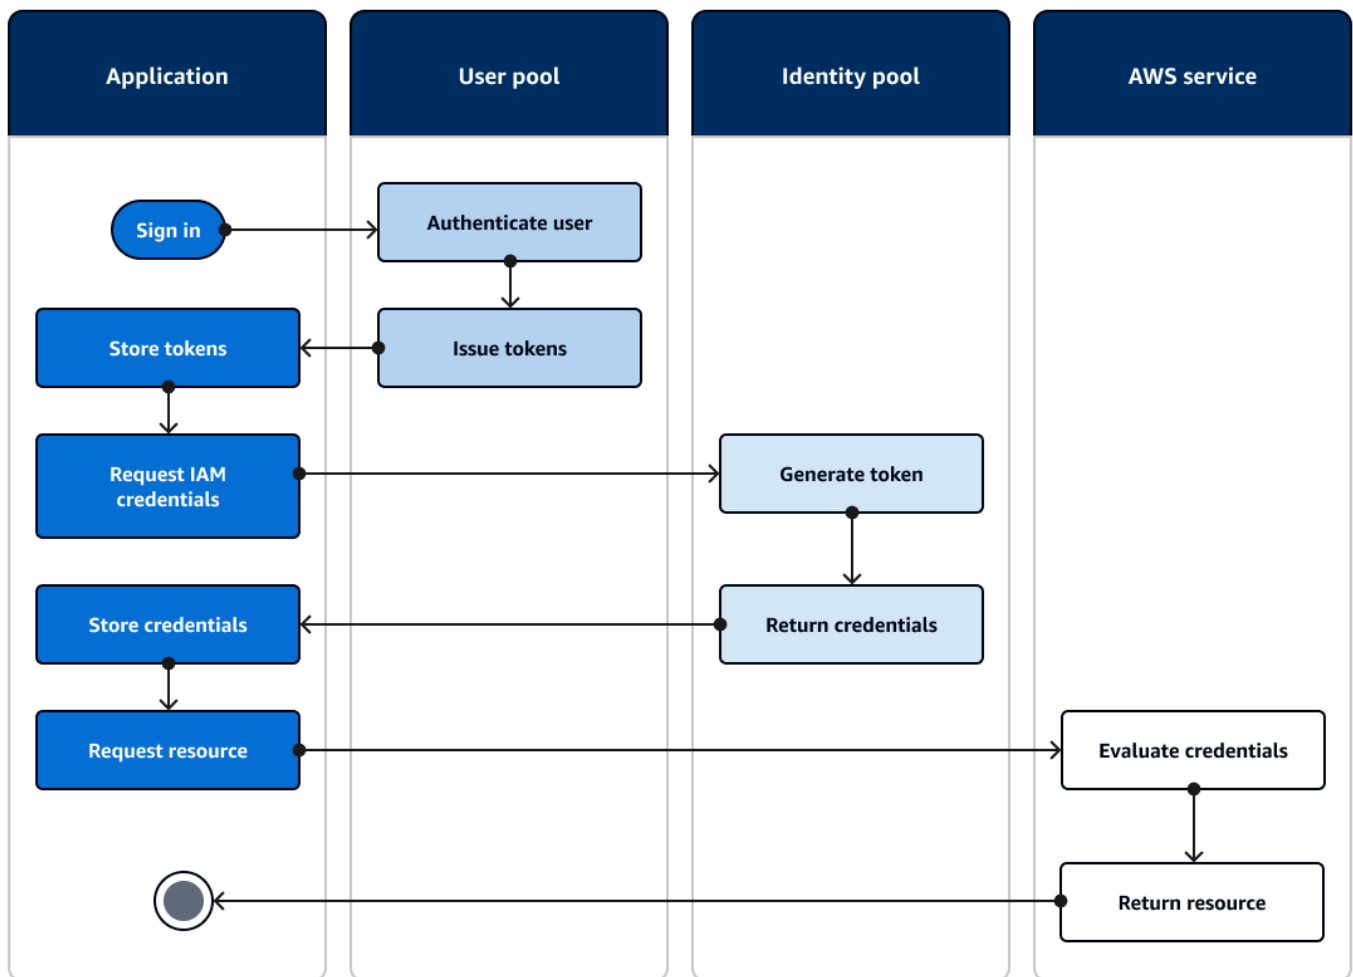 Application
User pool
Identity pool
AWS service
Sign in
Authenticate user
Store tokens
Issue tokens
Request IAM
credentials
Generate token
Store credentials
Return credentials
Request resource
Evaluate credentials
Return resource